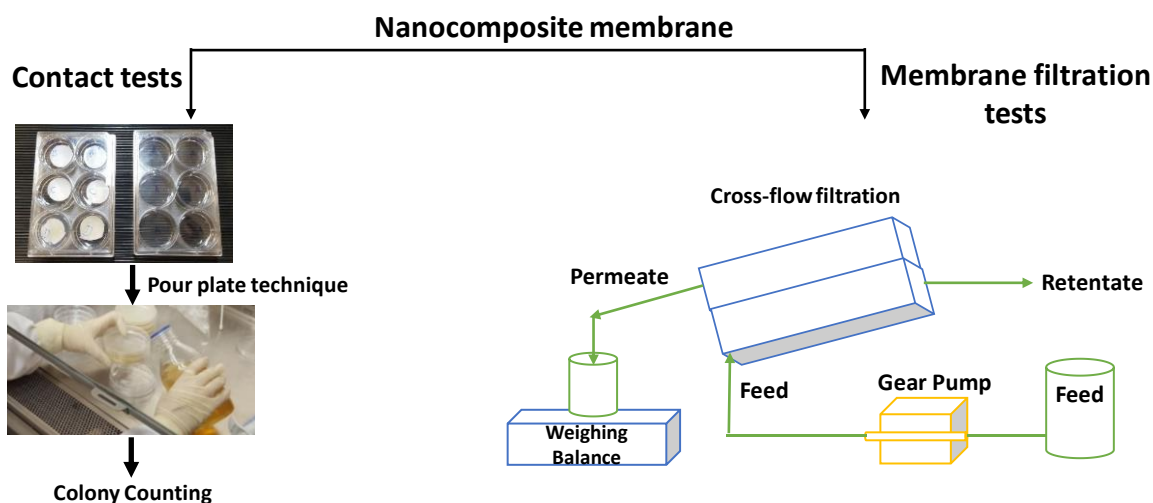 Nanocomposite membrane
Contact tests
Membrane filtration
tests
Cross-flow filtration
Pour plate technique
Permeate
Retentate
Feed
Gear Pump
Feed
Weighing
Balance
Colony Counting